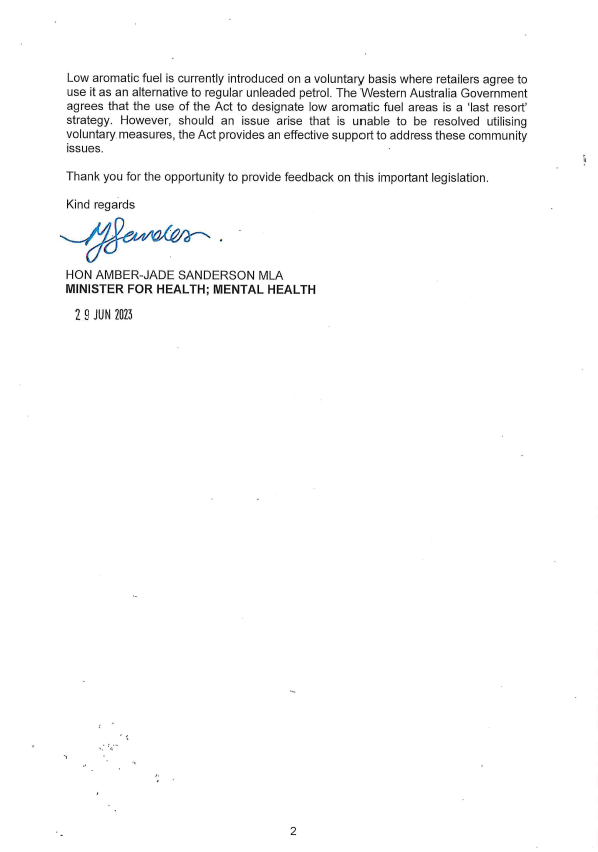 Low aromatic fuel is currently introduced on a voluntary basis where retailers agree to
use it as an alternative to regular unleaded petrol. The Western Australia Government
agrees that the use of the Act to designate low aromatic fuel areas is a ‘last resort’
strategy. However, should an issue arise that is unable to be resolved utilising
voluntary measures, the Act provides an effective support to address these community
issues.
Thank you for the opportunity to provide feedback on this important legislation.
Kind regards
HON AMBER-JADE SANDERSON MLA
MINISTER FOR HEALTH; MENTAL HEALTH
29 JUN 2023
2